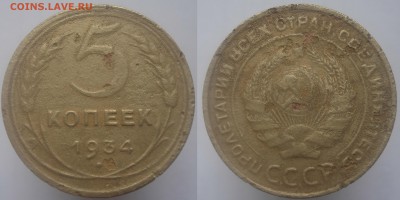 COINS.LAVE.RU
5
КОПЕЕК
1934
ПРОЛЕТАРИИ ВСЕХ СТРАН, СОЕДИНЯЙТЕСЬ!
СССР